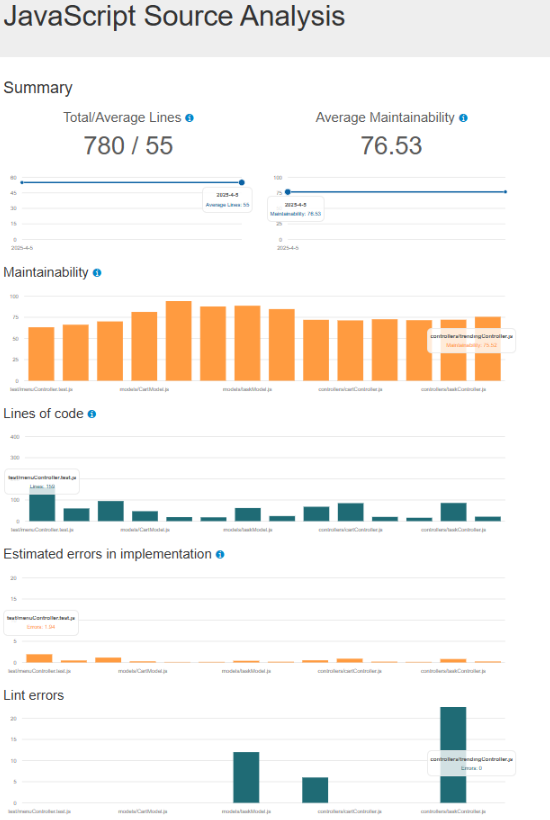 JavaScript Source Analysis
Summary
Total/Average Lines
780 / 55
60
45
30
15
0
2025-4-5
2025-4-5
Average Lines: 55
Average Maintainability
76.53
100
75
25
0
2025-4-5
2025-4-5
Maintainability: 76.53
Maintainability
100
75
50
25
0
controllers/trendingController.js
Maintainability: 75.52
test/menuController.test.js
models/CartModel.js
models/taskModel.js
controllers/cartController.js
controllers/taskController.js
Lines of code
400
300
100
0
test/menuController.test.js
test/menuController.test.js
models/CartModel.js
models/taskModel.js
controllers/cartController.js
controllers/taskController.js
Estimated errors in implementation
20
15
5
0
test/menuController.test.js
Errors: 1.94
test/menuController.test.js
models/CartModel.js
models/taskModel.js
controllers/cartController.js
controllers/taskController.js
Lint errors
20
15
10
5
0
controllers/trendingController.js
Errors: 0
test/menuController.test.js
models/CartModel.js
models/taskModel.js
controllers/cartController.js
controllers/taskController.js